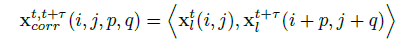 x_{corr}^{t,t+τ}(i, j, p, q) = ⟨x_l^t(i, j), x_l^{t+τ}(i + p, j + q)⟩